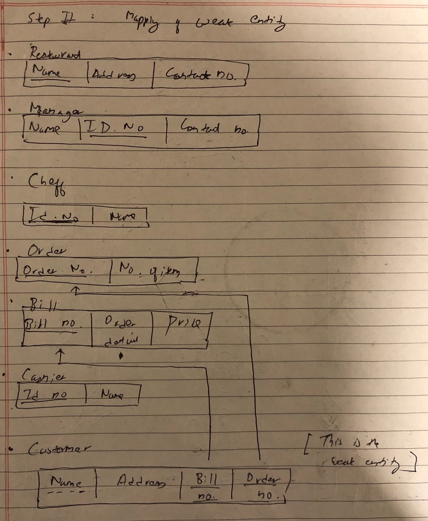 Step II : Mapping of weak entity
Restaurant
Name | Address | Contact no.
Manager
Name | I D. No | Contact no
Cheff
Id. No | Name
Order
Order No. | No. of item
Bill
Bill no. | Order detail | Price
Cashier
Id no | Name
Customer
[ This is the weak entity ]
Name | Address | Bill no. | Order no.